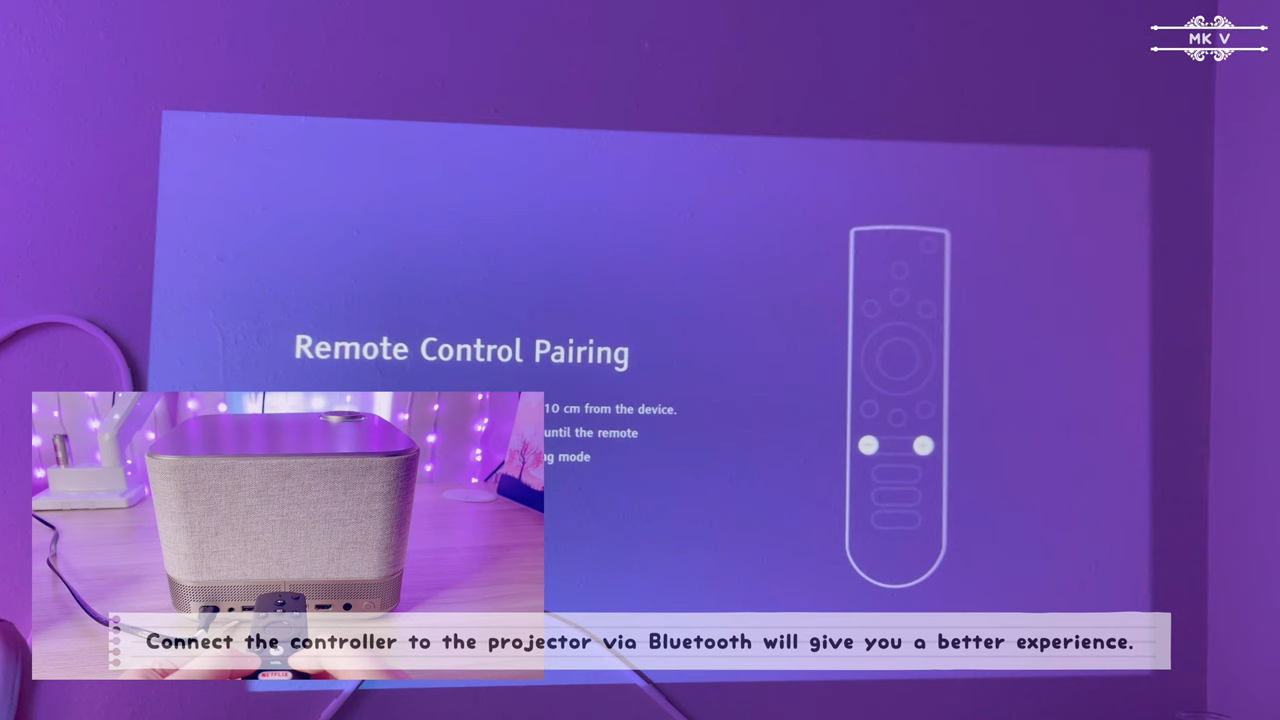 MK V
Remote Control Pairing
10 cm from the device.
until the remote
mode
NETFLIX
Connect the controller to the projector via Bluetooth will give you a better experience.